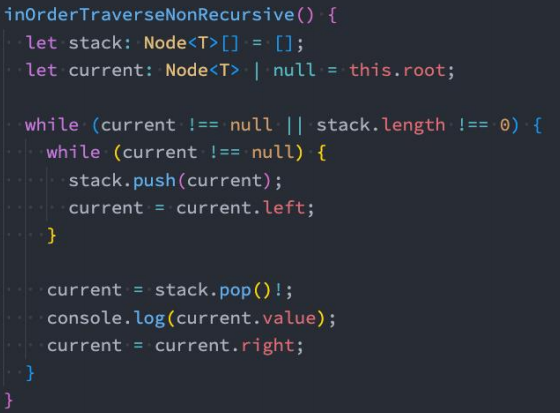 inOrderTraverseNonRecursive() {
  let stack: Node<T>[] = [];
  let current: Node<T> | null = this.root;

  while (current !== null || stack.length !== 0) {
    while (current !== null) {
      stack.push(current);
      current = current.left;
    }

    current = stack.pop()!;
    console.log(current.value);
    current = current.right;
  }
}